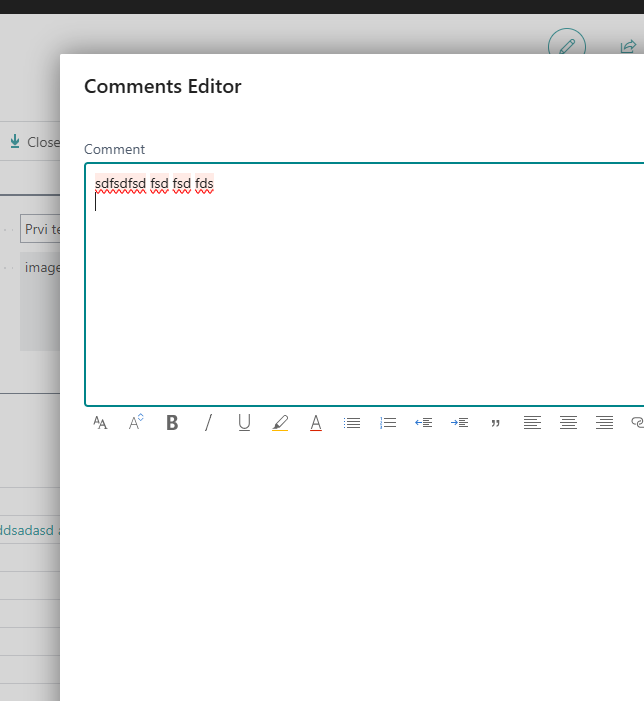 Comments Editor
Close
Comment
sdfsdfsd fsd fsd fds
Prvi te
image
ddsadasd a